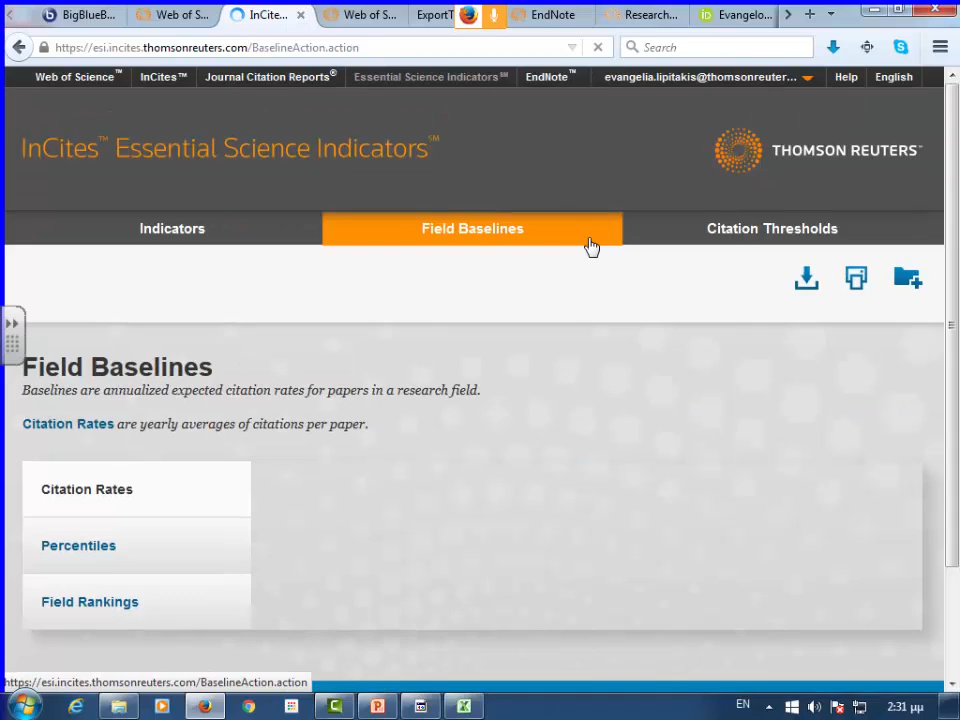 BigBlueB...
Web of S...
InCite...
Web of S...
ExportT
EndNote
Research...
Evangelo...
https://esi.incites.thomsonreuters.com/BaselineAction.action
Search
Web of Science™
InCites™
Journal Citation Reports®
Essential Science Indicators℠
EndNote™
evangelia.lipitakis@thomsonreuter...
Help
English
InCites™ Essential Science Indicators℠
THOMSON REUTERS™
Indicators
Field Baselines
Citation Thresholds
Field Baselines
Baselines are annualized expected citation rates for papers in a research field.
Citation Rates are yearly averages of citations per paper.
Citation Rates
Percentiles
Field Rankings
https://esi.incites.thomsonreuters.com/BaselineAction.action
EN
2:31 μμ